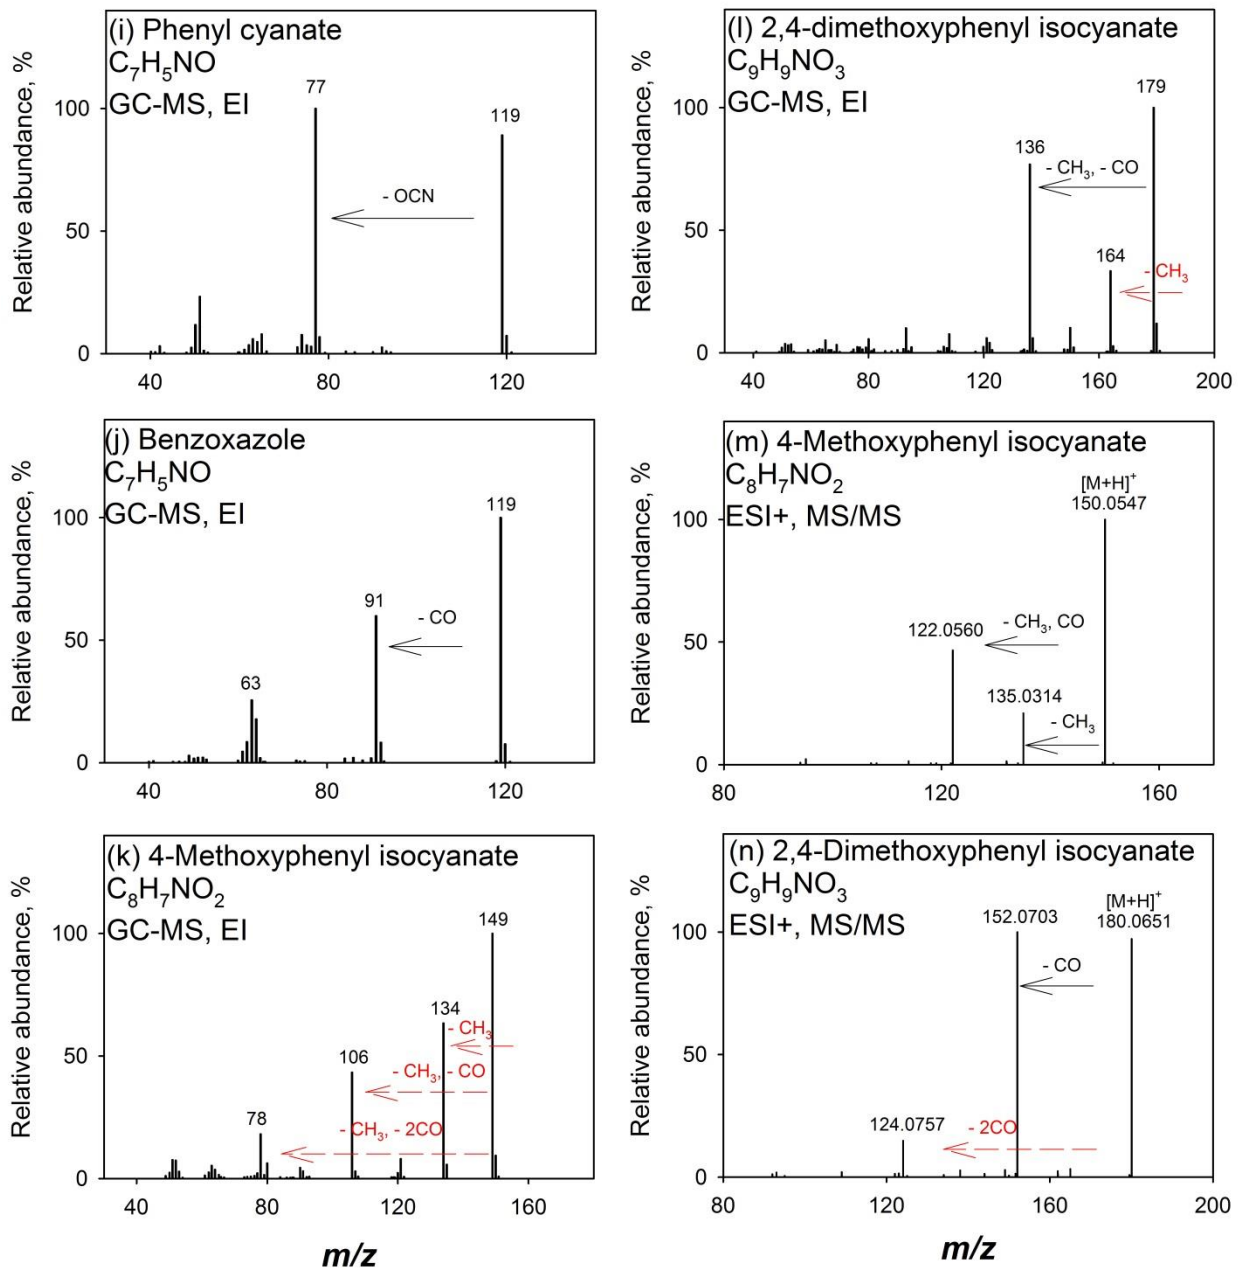 (i) Phenyl cyanate
C₇H₅NO
GC-MS, EI
Relative abundance, %
100
50
0
77
119
- OCN
40
80
120
(j) Benzoxazole
C₇H₅NO
GC-MS, EI
Relative abundance, %
100
50
0
119
91
- CO
63
40
80
120
(k) 4-Methoxyphenyl isocyanate
C₈H₇NO₂
GC-MS, EI
Relative abundance, %
100
50
0
149
134
- CH₃
106
- CH₃, - CO
78
- CH₃, - 2CO
40
80
120
160
m/z
(l) 2,4-dimethoxyphenyl isocyanate
C₉H₉NO₃
GC-MS, EI
Relative abundance, %
100
50
0
179
136
- CH₃, - CO
164
- CH₃
40
80
120
160
200
(m) 4-Methoxyphenyl isocyanate
C₈H₇NO₂
ESI+, MS/MS
Relative abundance, %
100
50
0
[M+H]⁺
150.0547
- CH₃, CO
122.0560
135.0314
- CH₃
80
120
160
(n) 2,4-Dimethoxyphenyl isocyanate
C₉H₉NO₃
ESI+, MS/MS
Relative abundance, %
100
50
0
[M+H]⁺
152.0703
180.0651
- CO
124.0757
- 2CO
80
120
160
200
m/z